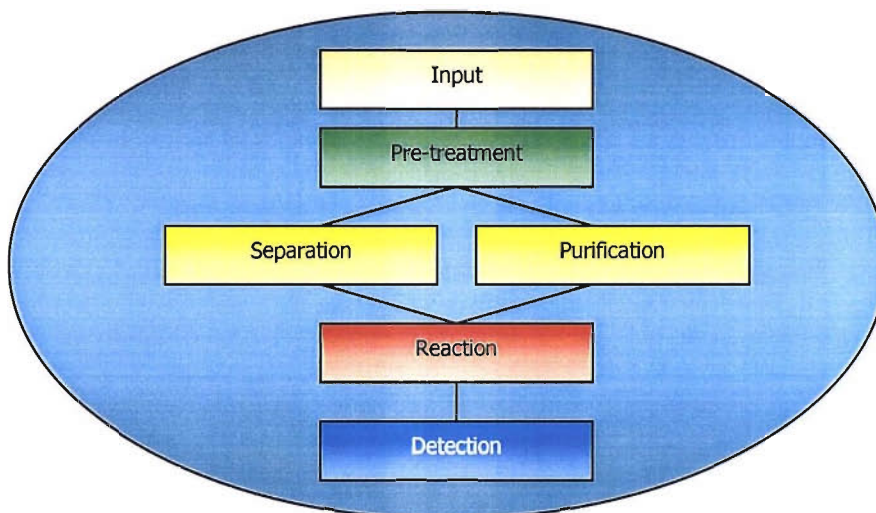 Input
Pre-treatment
Separation
Purification
Reaction
Detection